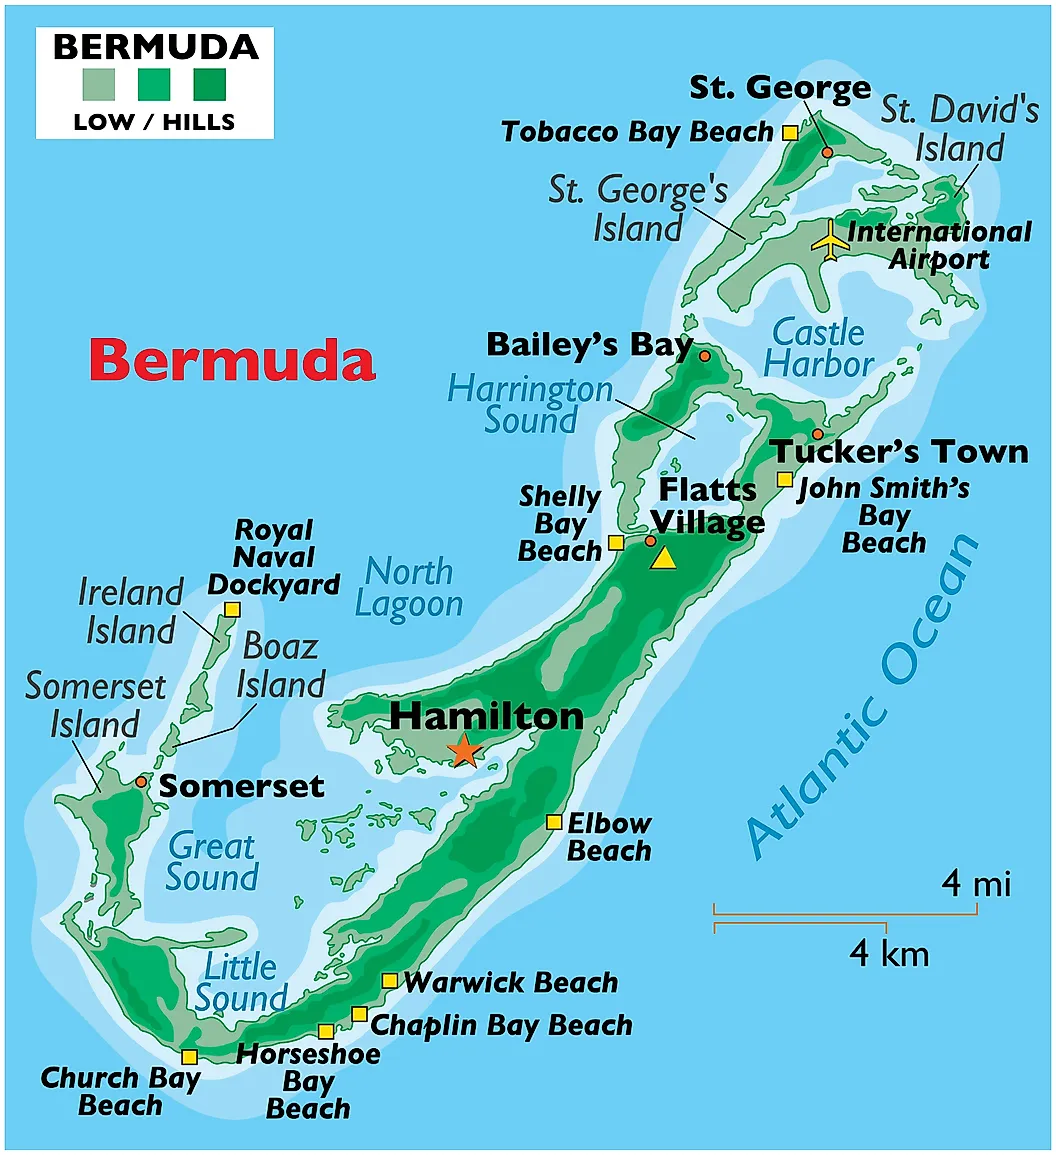 BERMUDA
LOW / HILLS
St. George
Tobacco Bay Beach
St. David's
Island
St. George's
Island
International
Airport
Bermuda
Bailey's Bay
Castle
Harbor
Harrington
Sound
Tucker's Town
Flatts
Village
John Smith's
Bay
Beach
Shelly
Bay
Beach
Royal
Naval
Dockyard
North
Lagoon
Ireland
Island
Boaz
Island
Somerset
Island
Atlantic Ocean
Hamilton
Somerset
Elbow
Beach
Great
Sound
4 mi
4 km
Little
Sound
Warwick Beach
Chaplin Bay Beach
Horseshoe
Bay
Beach
Church Bay
Beach